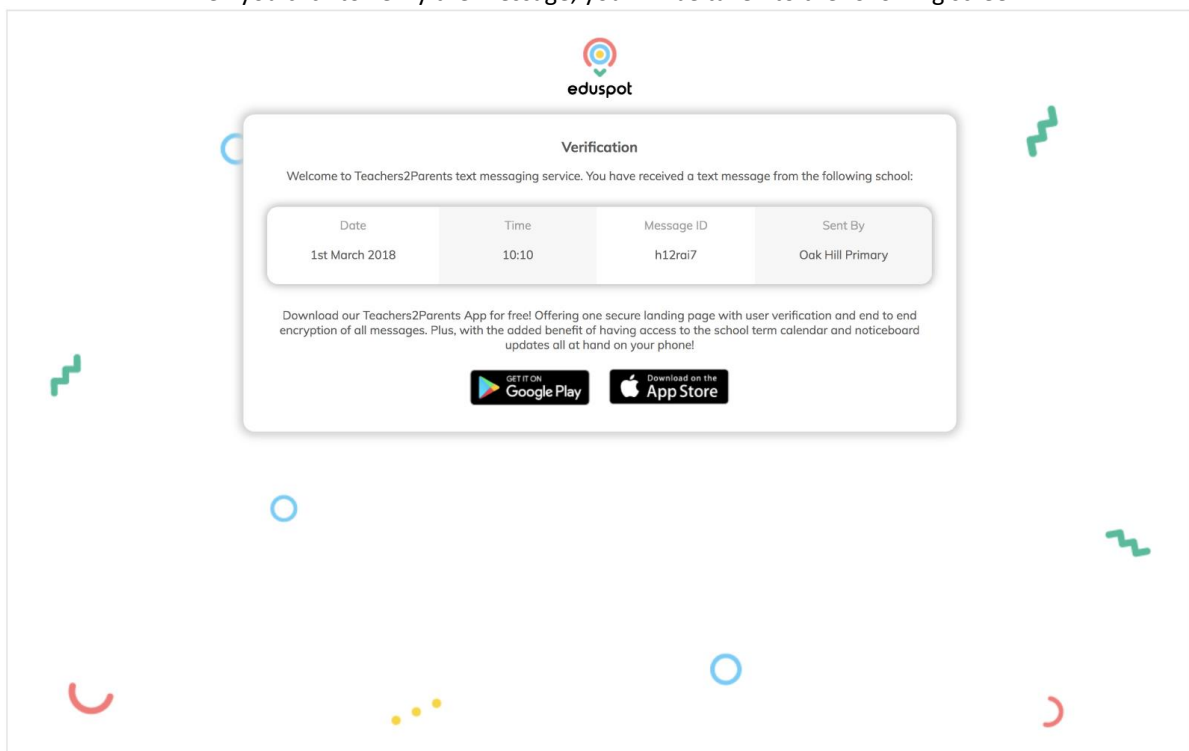 eduspot
Verification
Welcome to Teachers2Parents text messaging service. You have received a text message from the following school:
Date Time Message ID Sent By
1st March 2018 10:10 h12rai7 Oak Hill Primary
Download our Teachers2Parents App for free! Offering one secure landing page with user verification and end to end
encryption of all messages. Plus, with the added benefit of having access to the school term calendar and noticeboard
updates all at hand on your phone!
GET IT ON
Google Play
Download on the
App Store